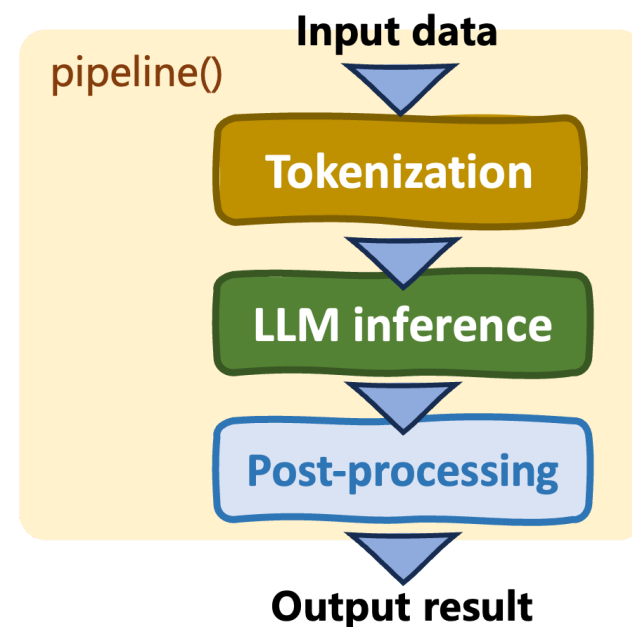 Input data
pipeline()
Tokenization
LLM inference
Post-processing
Output result